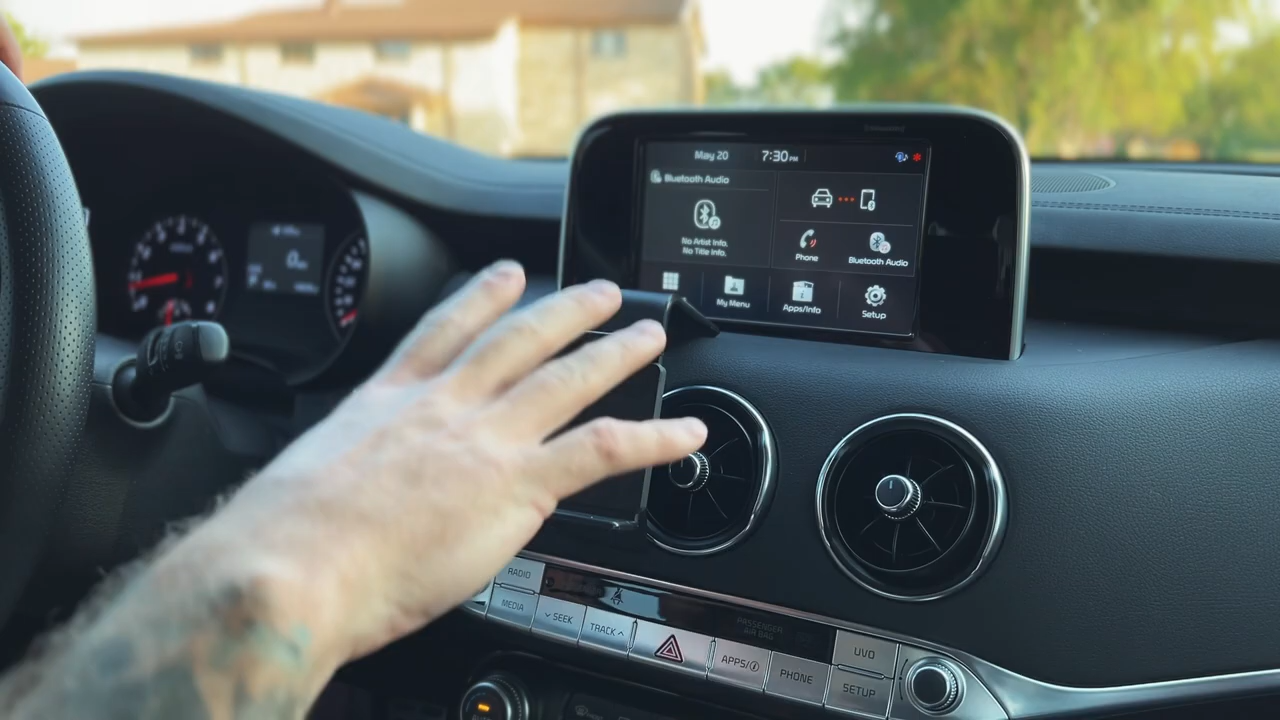 May 20
7:30 PM
Bluetooth Audio
No Artist Info.
No Title Info.
Phone
Bluetooth Audio
My Menu
Apps/Info
Setup
RADIO
MEDIA
SEEK
TRACK
APPS/i
PHONE
UVO
SETUP
PASSENGER
AIR BAG
0